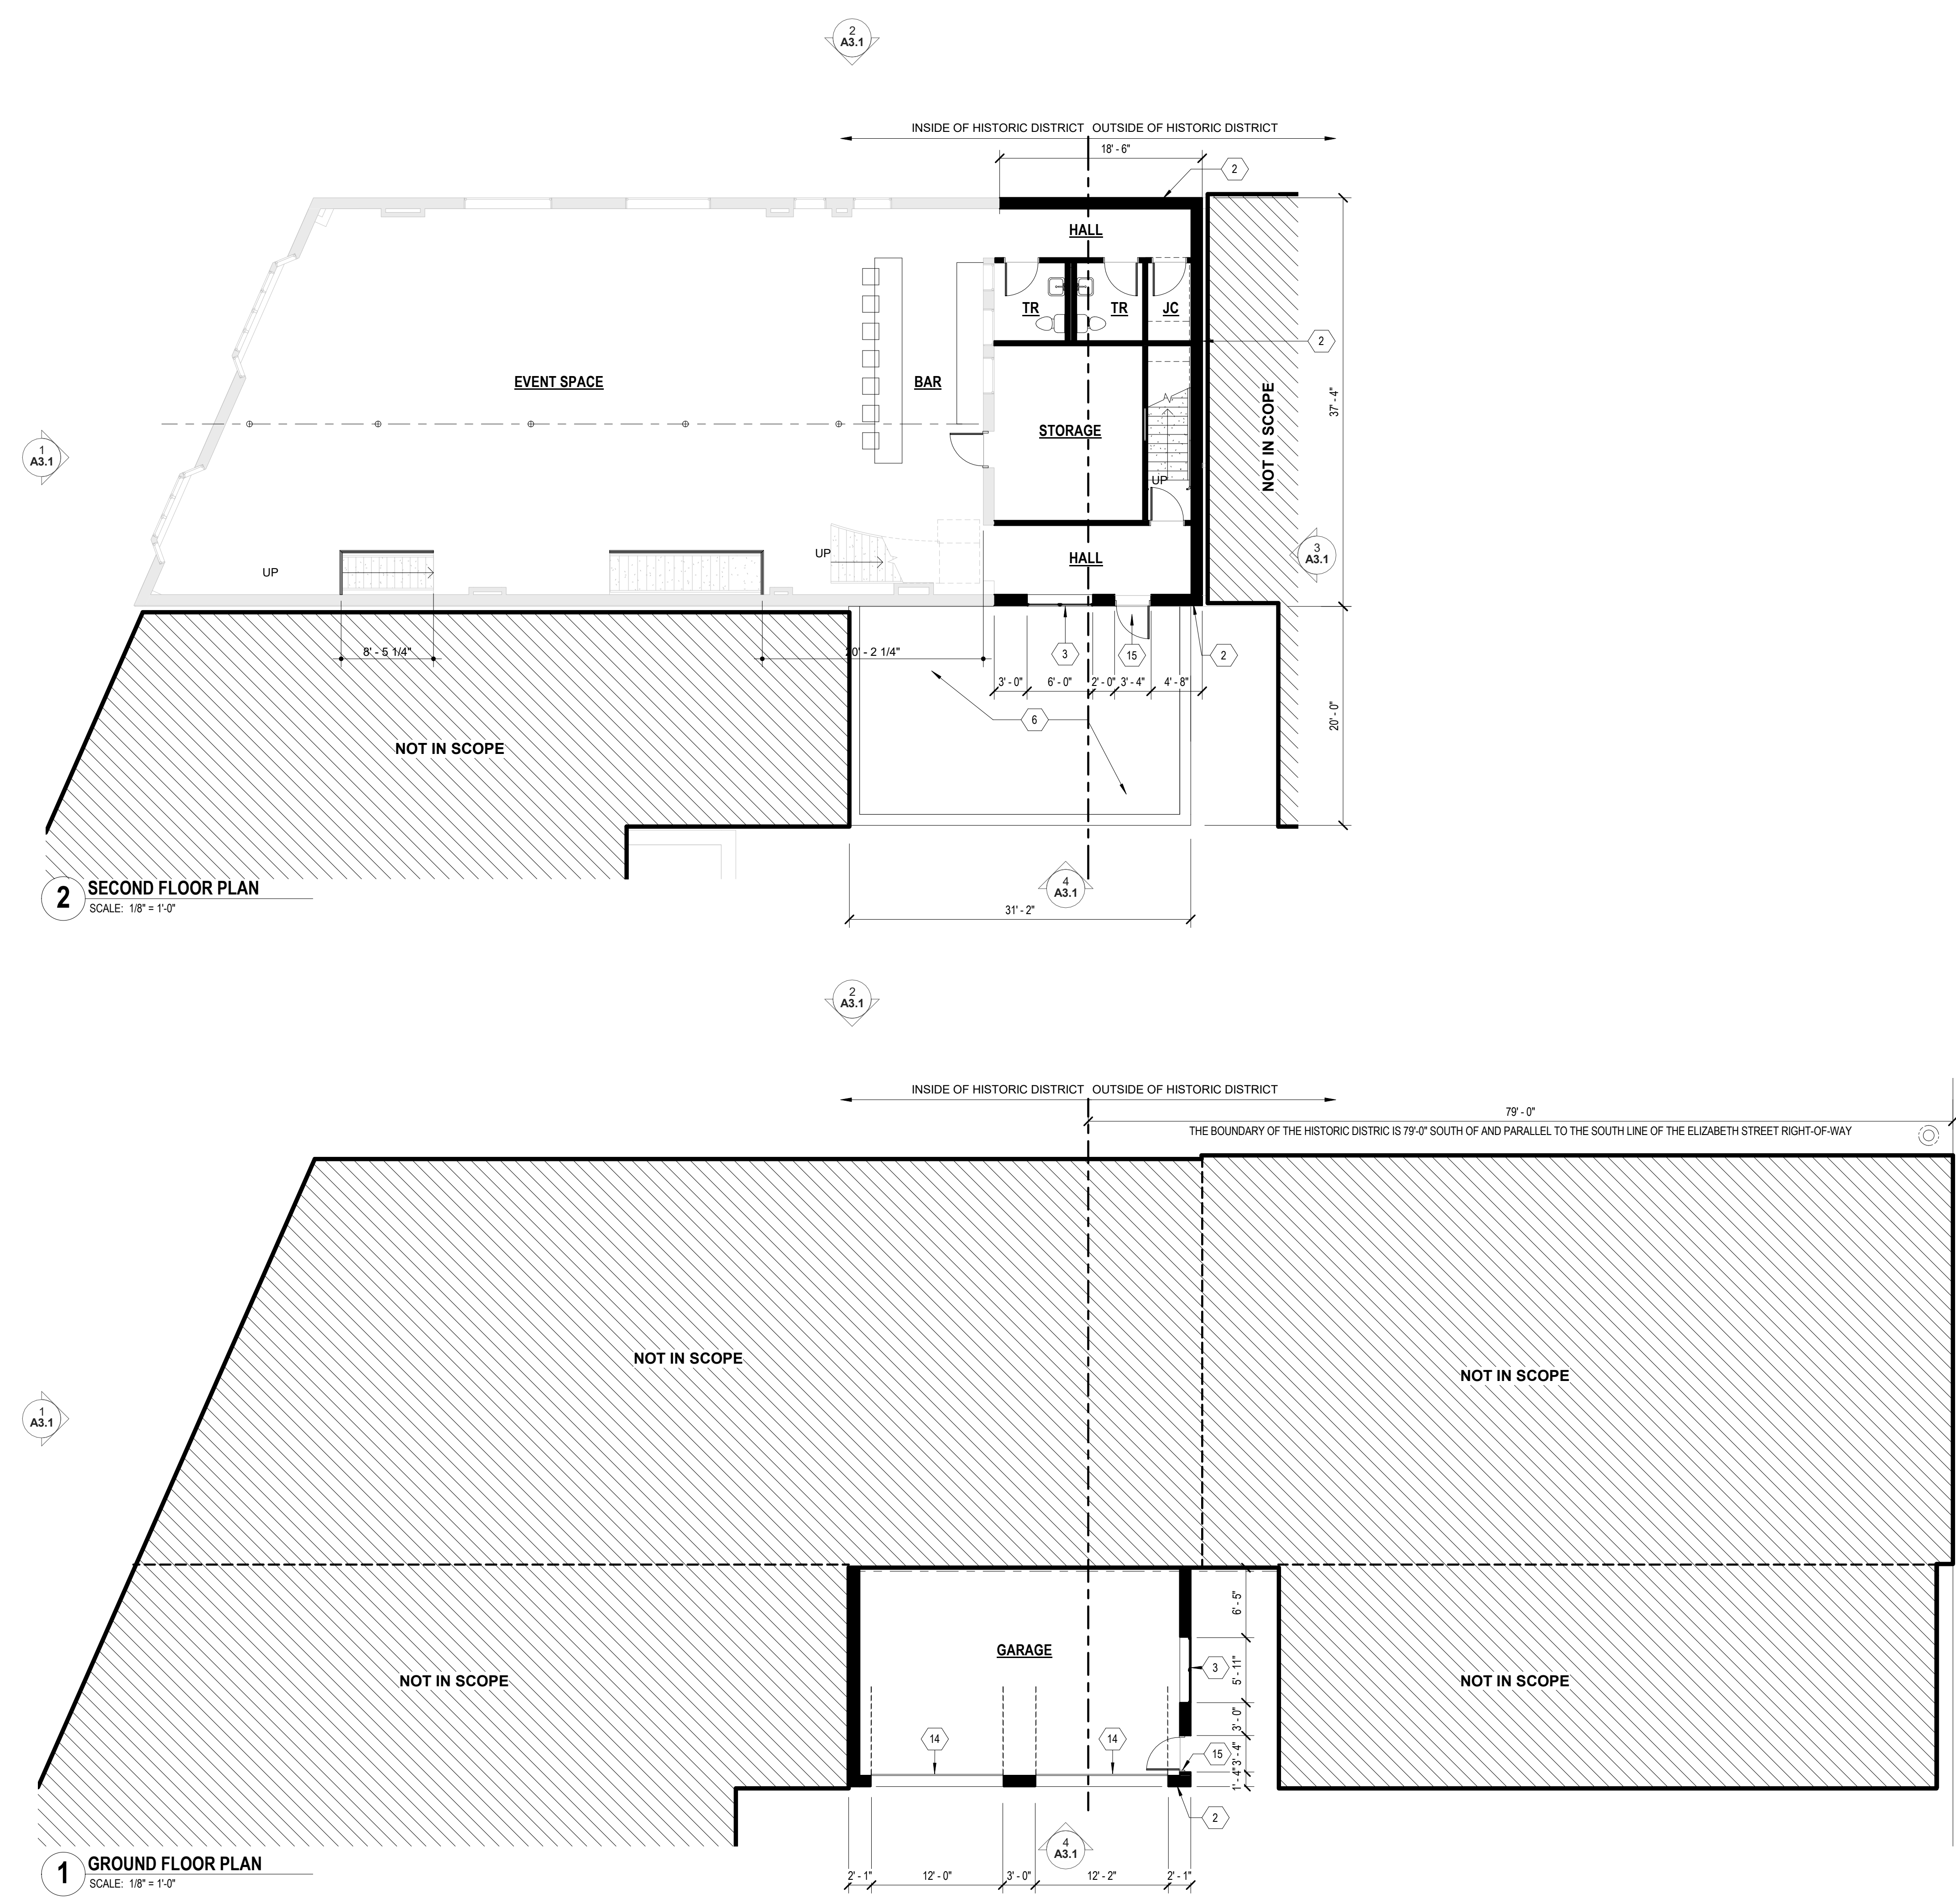 2
A3.1
INSIDE OF HISTORIC DISTRICT OUTSIDE OF HISTORIC DISTRICT
18' - 6"
2
HALL
TR
TR
JC
2
EVENT SPACE
BAR
37' - 4"
NOT IN SCOPE
STORAGE
1
A3.1
UP
3
A3.1
UP
HALL
UP
8' - 5 1/4"
20' - 2 1/4"
3
15
2
3' - 0"
6' - 0"
2' - 0"
3' - 4"
4' - 8"
6
20' - 0"
NOT IN SCOPE
4
A3.1
2
SECOND FLOOR PLAN
SCALE: 1/8" = 1'-0"
31' - 2"
2
A3.1
INSIDE OF HISTORIC DISTRICT OUTSIDE OF HISTORIC DISTRICT
79' - 0"
THE BOUNDARY OF THE HISTORIC DISTRIC IS 79'-0" SOUTH OF AND PARALLEL TO THE SOUTH LINE OF THE ELIZABETH STREET RIGHT-OF-WAY
NOT IN SCOPE
NOT IN SCOPE
1
A3.1
6' - 5"
GARAGE
3
5' - 11"
NOT IN SCOPE
NOT IN SCOPE
3' - 0"
14
14
15
3' - 4"
1' - 4"
2
4
A3.1
1
GROUND FLOOR PLAN
SCALE: 1/8" = 1'-0"
2' - 1"
12' - 0"
3' - 0"
12' - 2"
2' - 1"